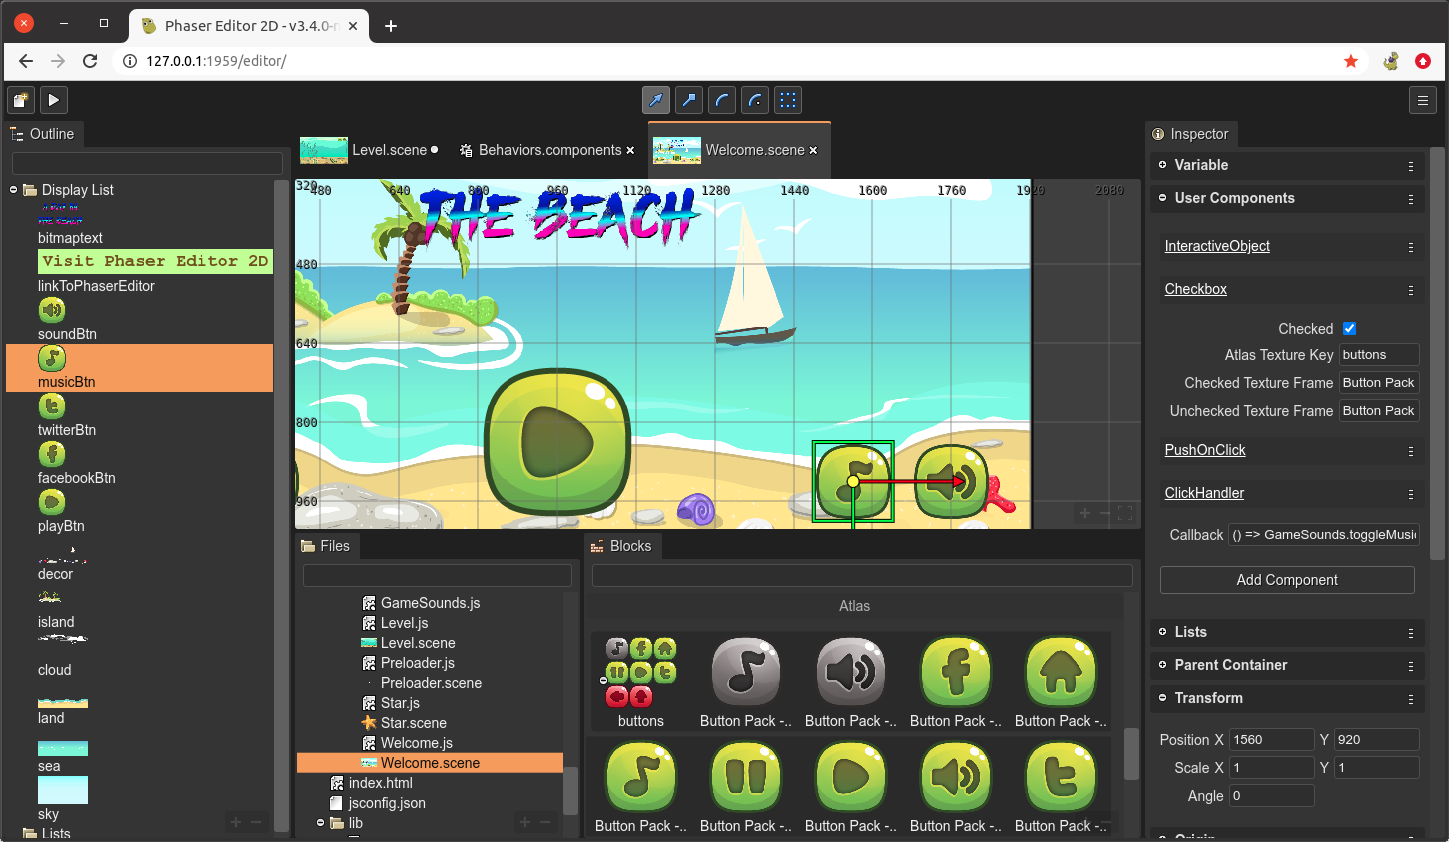 Phaser Editor 2D - v3.4.0-n
127.0.0.1:1959/editor/
Outline
Display List
bitmaptext
Visit Phaser Editor 2D
linkToPhaserEditor
soundBtn
musicBtn
twitterBtn
facebookBtn
playBtn
decor
island
cloud
land
sea
sky
Lists
Level.scene
Behaviors.components
Welcome.scene
320
480 640 800 960 1120 1280 1440 1600 1760 1920 2080
THE BEACH
480
640
800
960
Files
GameSounds.js
Level.js
Level.scene
Preloader.js
Preloader.scene
Star.js
Star.scene
Welcome.js
Welcome.scene
index.html
jsconfig.json
lib
Blocks
Atlas
buttons Button Pack -.. Button Pack -.. Button Pack -.. Button Pack -..
Button Pack -.. Button Pack -.. Button Pack -.. Button Pack -.. Button Pack -..
Inspector
Variable
User Components
InteractiveObject
Checkbox
Checked
Atlas Texture Key buttons
Checked Texture Frame Button Pack
Unchecked Texture Frame Button Pack
PushOnClick
ClickHandler
Callback () => GameSounds.toggleMusi
Add Component
Lists
Parent Container
Transform
Position X 1560 Y 920
Scale X 1 Y 1
Angle 0
Origin